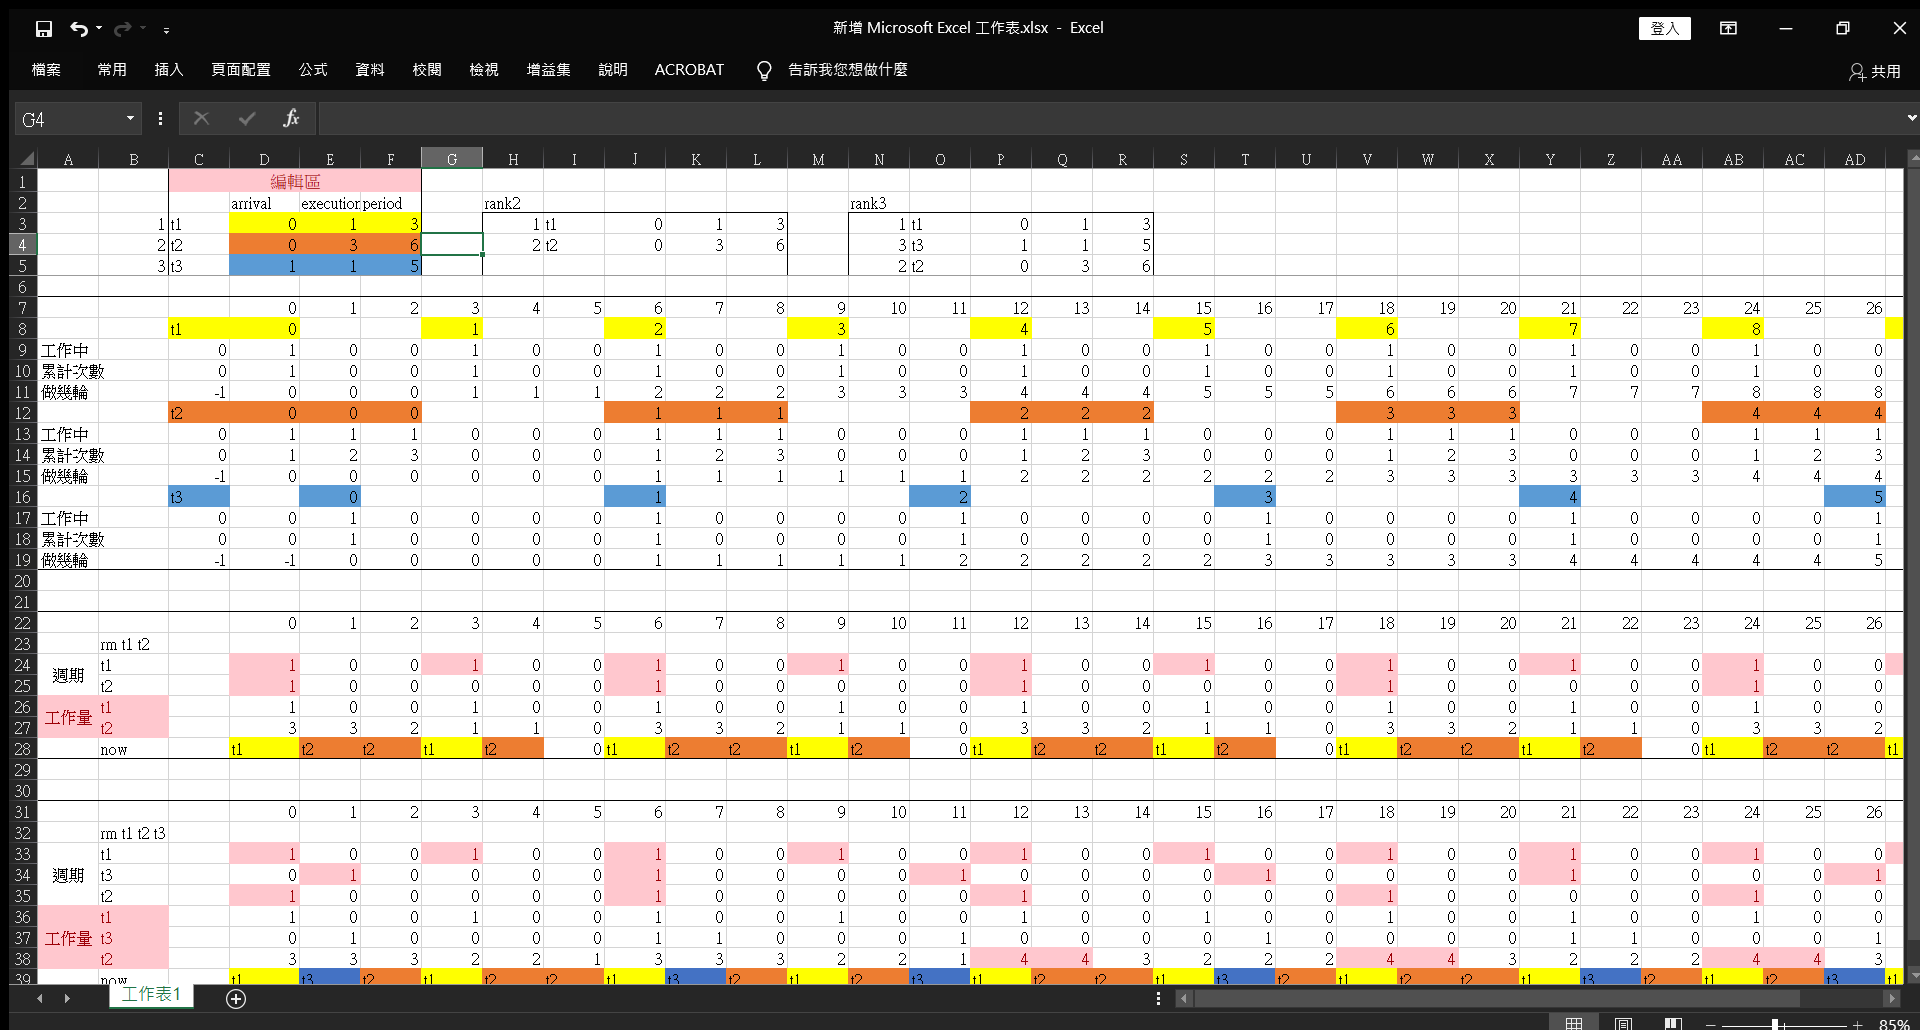 新增 Microsoft Excel 工作表.xlsx - Excel
登入
檔案 常用 插入 頁面配置 公式 資料 校閱 檢視 增益集 說明 ACROBAT 告訴我您想做什麼 共用
G4 fx
A B C D E F G H I J K L M N O P Q R S T U V W X Y Z AA AB AC AD
1 編輯區
2 arrival execution period rank2 rank3
3 1 t1 0 1 3 1 t1 0 1 3 1 t1 0 1 3
4 2 t2 0 3 6 2 t2 0 3 6 3 t3 1 1 5
5 3 t3 1 1 5 2 t2 0 3 6
6
7 0 1 2 3 4 5 6 7 8 9 10 11 12 13 14 15 16 17 18 19 20 21 22 23 24 25 26
8 t1 0 1 2 3 4 5 6 7 8
9 工作中 0 1 0 0 1 0 0 1 0 0 1 0 0 1 0 0 1 0 0 1 0 0 1 0 0 1 0 0
10 累計次數 0 1 0 0 1 0 0 1 0 0 1 0 0 1 0 0 1 0 0 1 0 0 1 0 0 1 0 0
11 做幾輪 -1 0 0 0 1 1 1 2 2 2 3 3 3 4 4 4 5 5 5 6 6 6 7 7 7 8 8 8
12 t2 0 0 0 1 1 1 2 2 2 3 3 3 4 4 4
13 工作中 0 1 1 1 0 0 0 1 1 1 0 0 0 1 1 1 0 0 0 1 1 1 0 0 0 1 1 1
14 累計次數 0 1 2 3 0 0 0 1 2 3 0 0 0 1 2 3 0 0 0 1 2 3 0 0 0 1 2 3
15 做幾輪 -1 0 0 0 0 0 0 1 1 1 1 1 1 2 2 2 2 2 2 3 3 3 3 3 3 4 4 4
16 t3 0 1 2 3 4 5
17 工作中 0 0 1 0 0 0 0 1 0 0 0 0 1 0 0 0 0 1 0 0 0 0 1 0 0 0 0 1
18 累計次數 0 0 1 0 0 0 0 1 0 0 0 0 1 0 0 0 0 1 0 0 0 0 1 0 0 0 0 1
19 做幾輪 -1 -1 0 0 0 0 0 1 1 1 1 1 2 2 2 2 2 3 3 3 3 3 4 4 4 4 4 5
20
21
22 0 1 2 3 4 5 6 7 8 9 10 11 12 13 14 15 16 17 18 19 20 21 22 23 24 25 26
23 rm t1 t2
24 週期 t1 1 0 0 1 0 0 1 0 0 1 0 0 1 0 0 1 0 0 1 0 0 1 0 0 1 0 0
25 t2 1 0 0 0 0 0 1 0 0 0 0 0 1 0 0 0 0 0 1 0 0 0 0 0 1 0 0
26 工作量 t1 1 0 0 1 0 0 1 0 0 1 0 0 1 0 0 1 0 0 1 0 0 1 0 0 1 0 0
27 t2 3 3 2 1 1 0 3 3 2 1 1 0 3 3 2 1 1 0 3 3 2 1 1 0 3 3 2
28 now t1 t2 t2 t1 t2 0 t1 t2 t2 t1 t2 0 t1 t2 t2 t1 t2 0 t1 t2 t2 t1 t2 0 t1 t2 t2 t1
29
30
31 0 1 2 3 4 5 6 7 8 9 10 11 12 13 14 15 16 17 18 19 20 21 22 23 24 25 26
32 rm t1 t2 t3
33 週期 t1 1 0 0 1 0 0 1 0 0 1 0 0 1 0 0 1 0 0 1 0 0 1 0 0 1 0 0
34 t3 0 1 0 0 0 0 1 0 0 0 0 1 0 0 0 0 1 0 0 0 0 1 0 0 0 0 1
35 t2 1 0 0 0 0 0 1 0 0 0 0 0 1 0 0 0 0 0 1 0 0 0 0 0 1 0 0
36 工作量 t1 1 0 0 1 0 0 1 0 0 1 0 0 1 0 0 1 0 0 1 0 0 1 0 0 1 0 0
37 t3 0 1 0 0 0 0 1 1 0 0 0 1 0 0 0 0 1 0 0 0 0 1 1 0 0 0 1
38 t2 3 3 3 2 2 1 3 3 3 2 2 1 4 4 3 2 2 2 4 4 3 2 2 2 4 4 3
39 now t1 t3 t2 t1 t2 t2 t1 t3 t2 t1 t2 t3 t1 t2 t2 t1 t3 t2 t1 t2 t2 t1 t3 t2 t1 t2 t3 t1
工作表1
85%